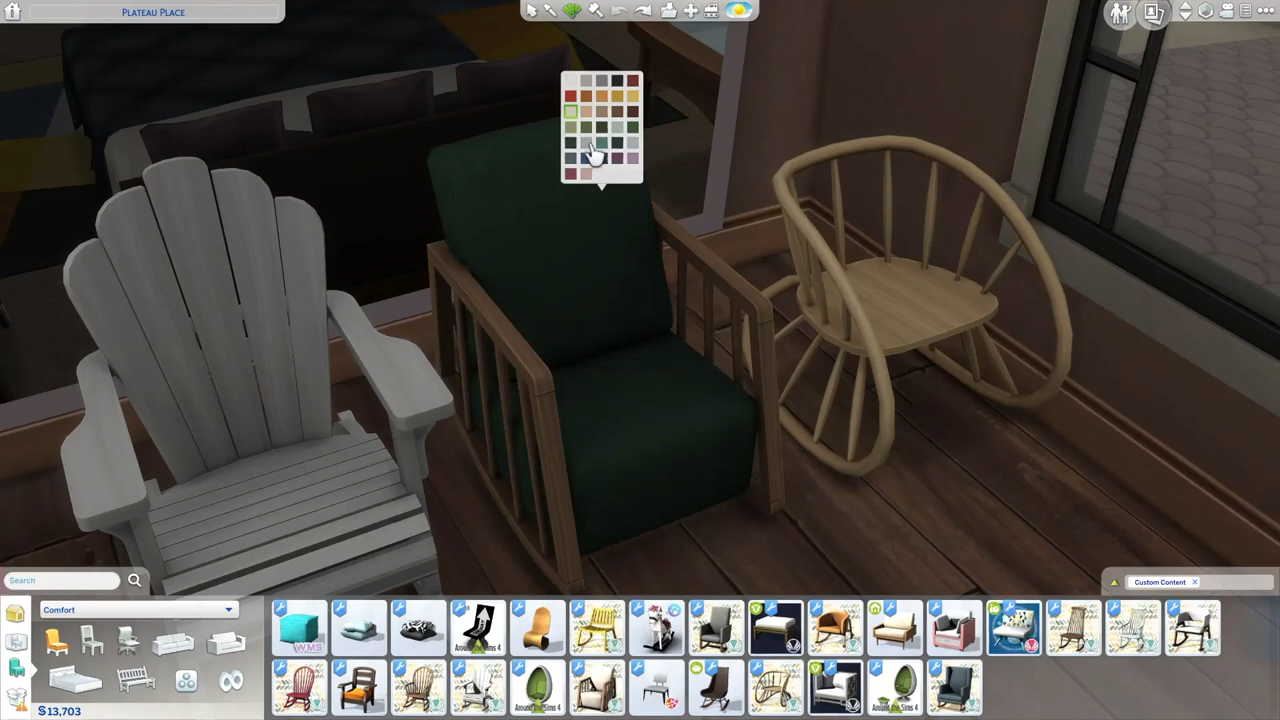 PLATEAU PLACE
Search
Custom Content
Comfort
WMS
Around the Sims 4
Around the Sims 4
Around the Sims 4
§13,703